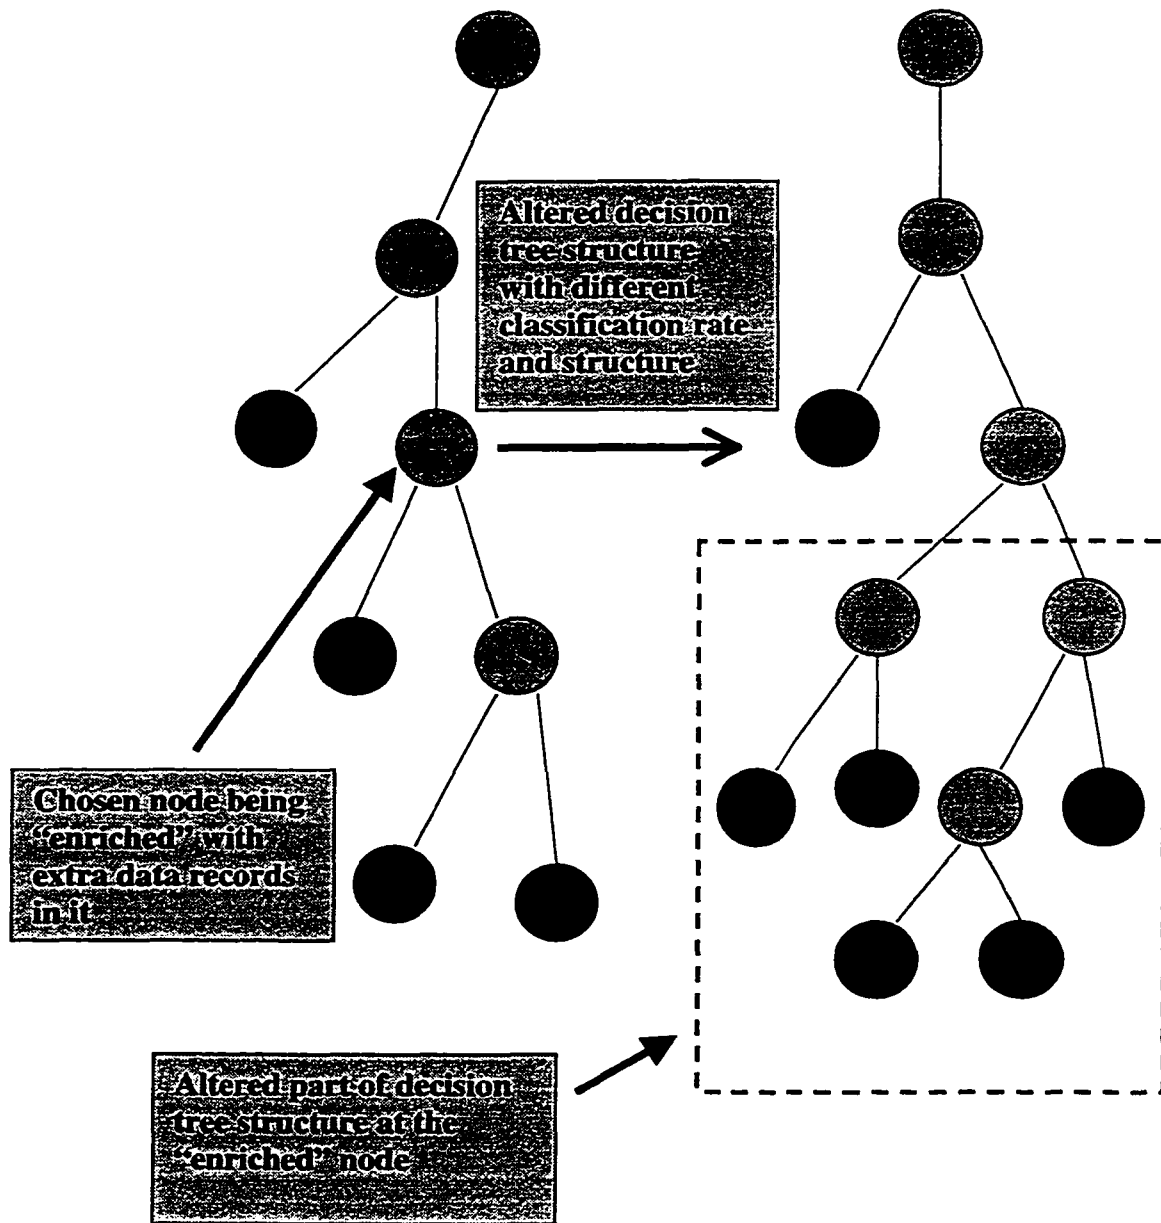 Altered decision
tree structure
with different
classification rate
and structure
Chosen node being
“enriched” with
extra data records
in it
Altered part of decision
tree structure at the
“enriched” node